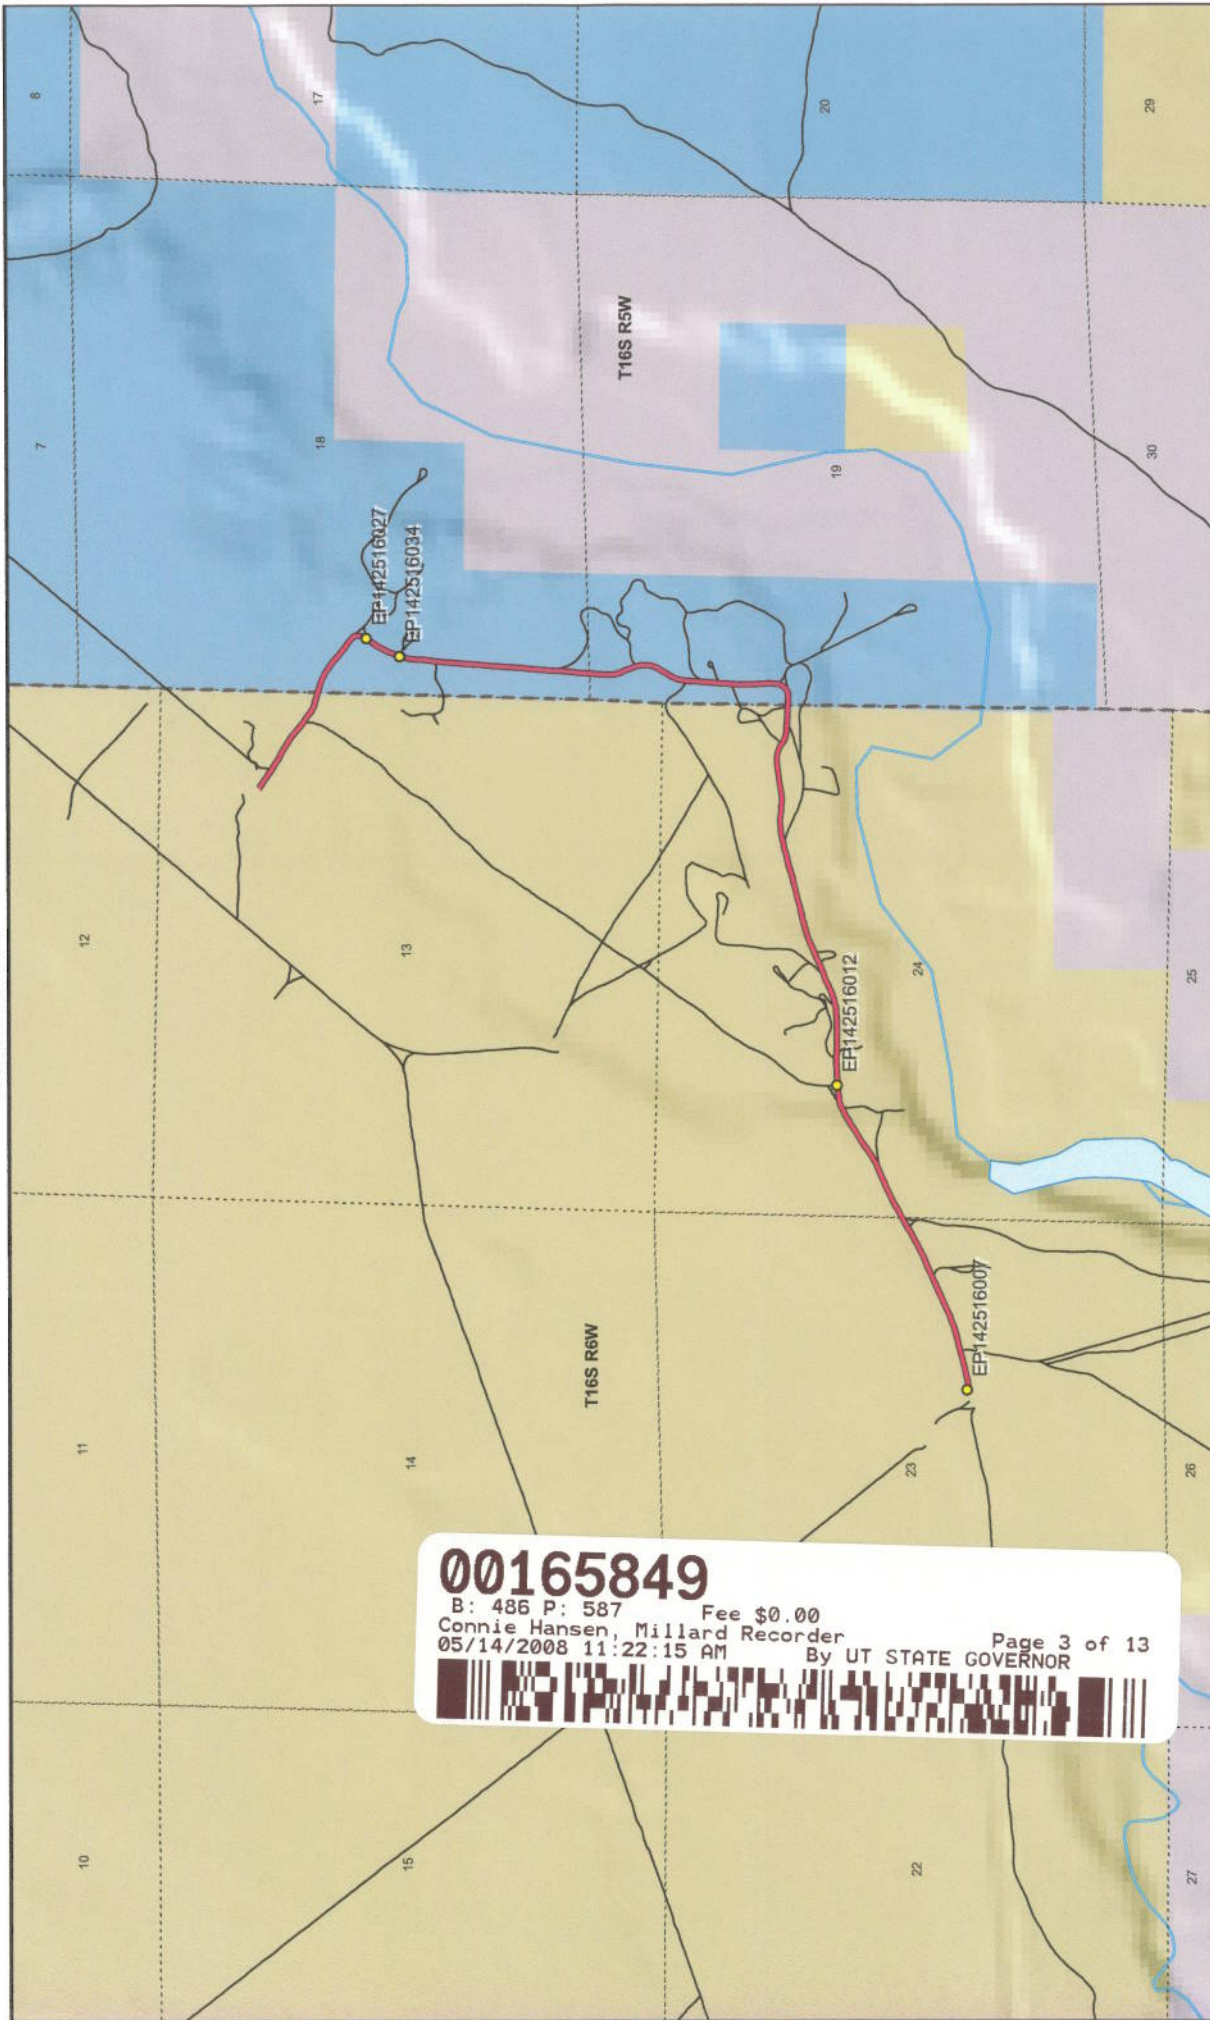 8
17
20
29
7
18
T16S R5W
19
30
EP142516027
EP142516034
12
13
24
25
EP142516012
11
14
T16S R6W
23
26
EP142516007
00165849
B: 486 P: 587 Fee $0.00
Connie Hansen, Millard Recorder Page 3 of 13
05/14/2008 11:22:15 AM By UT STATE GOVERNOR
10
15
22
27